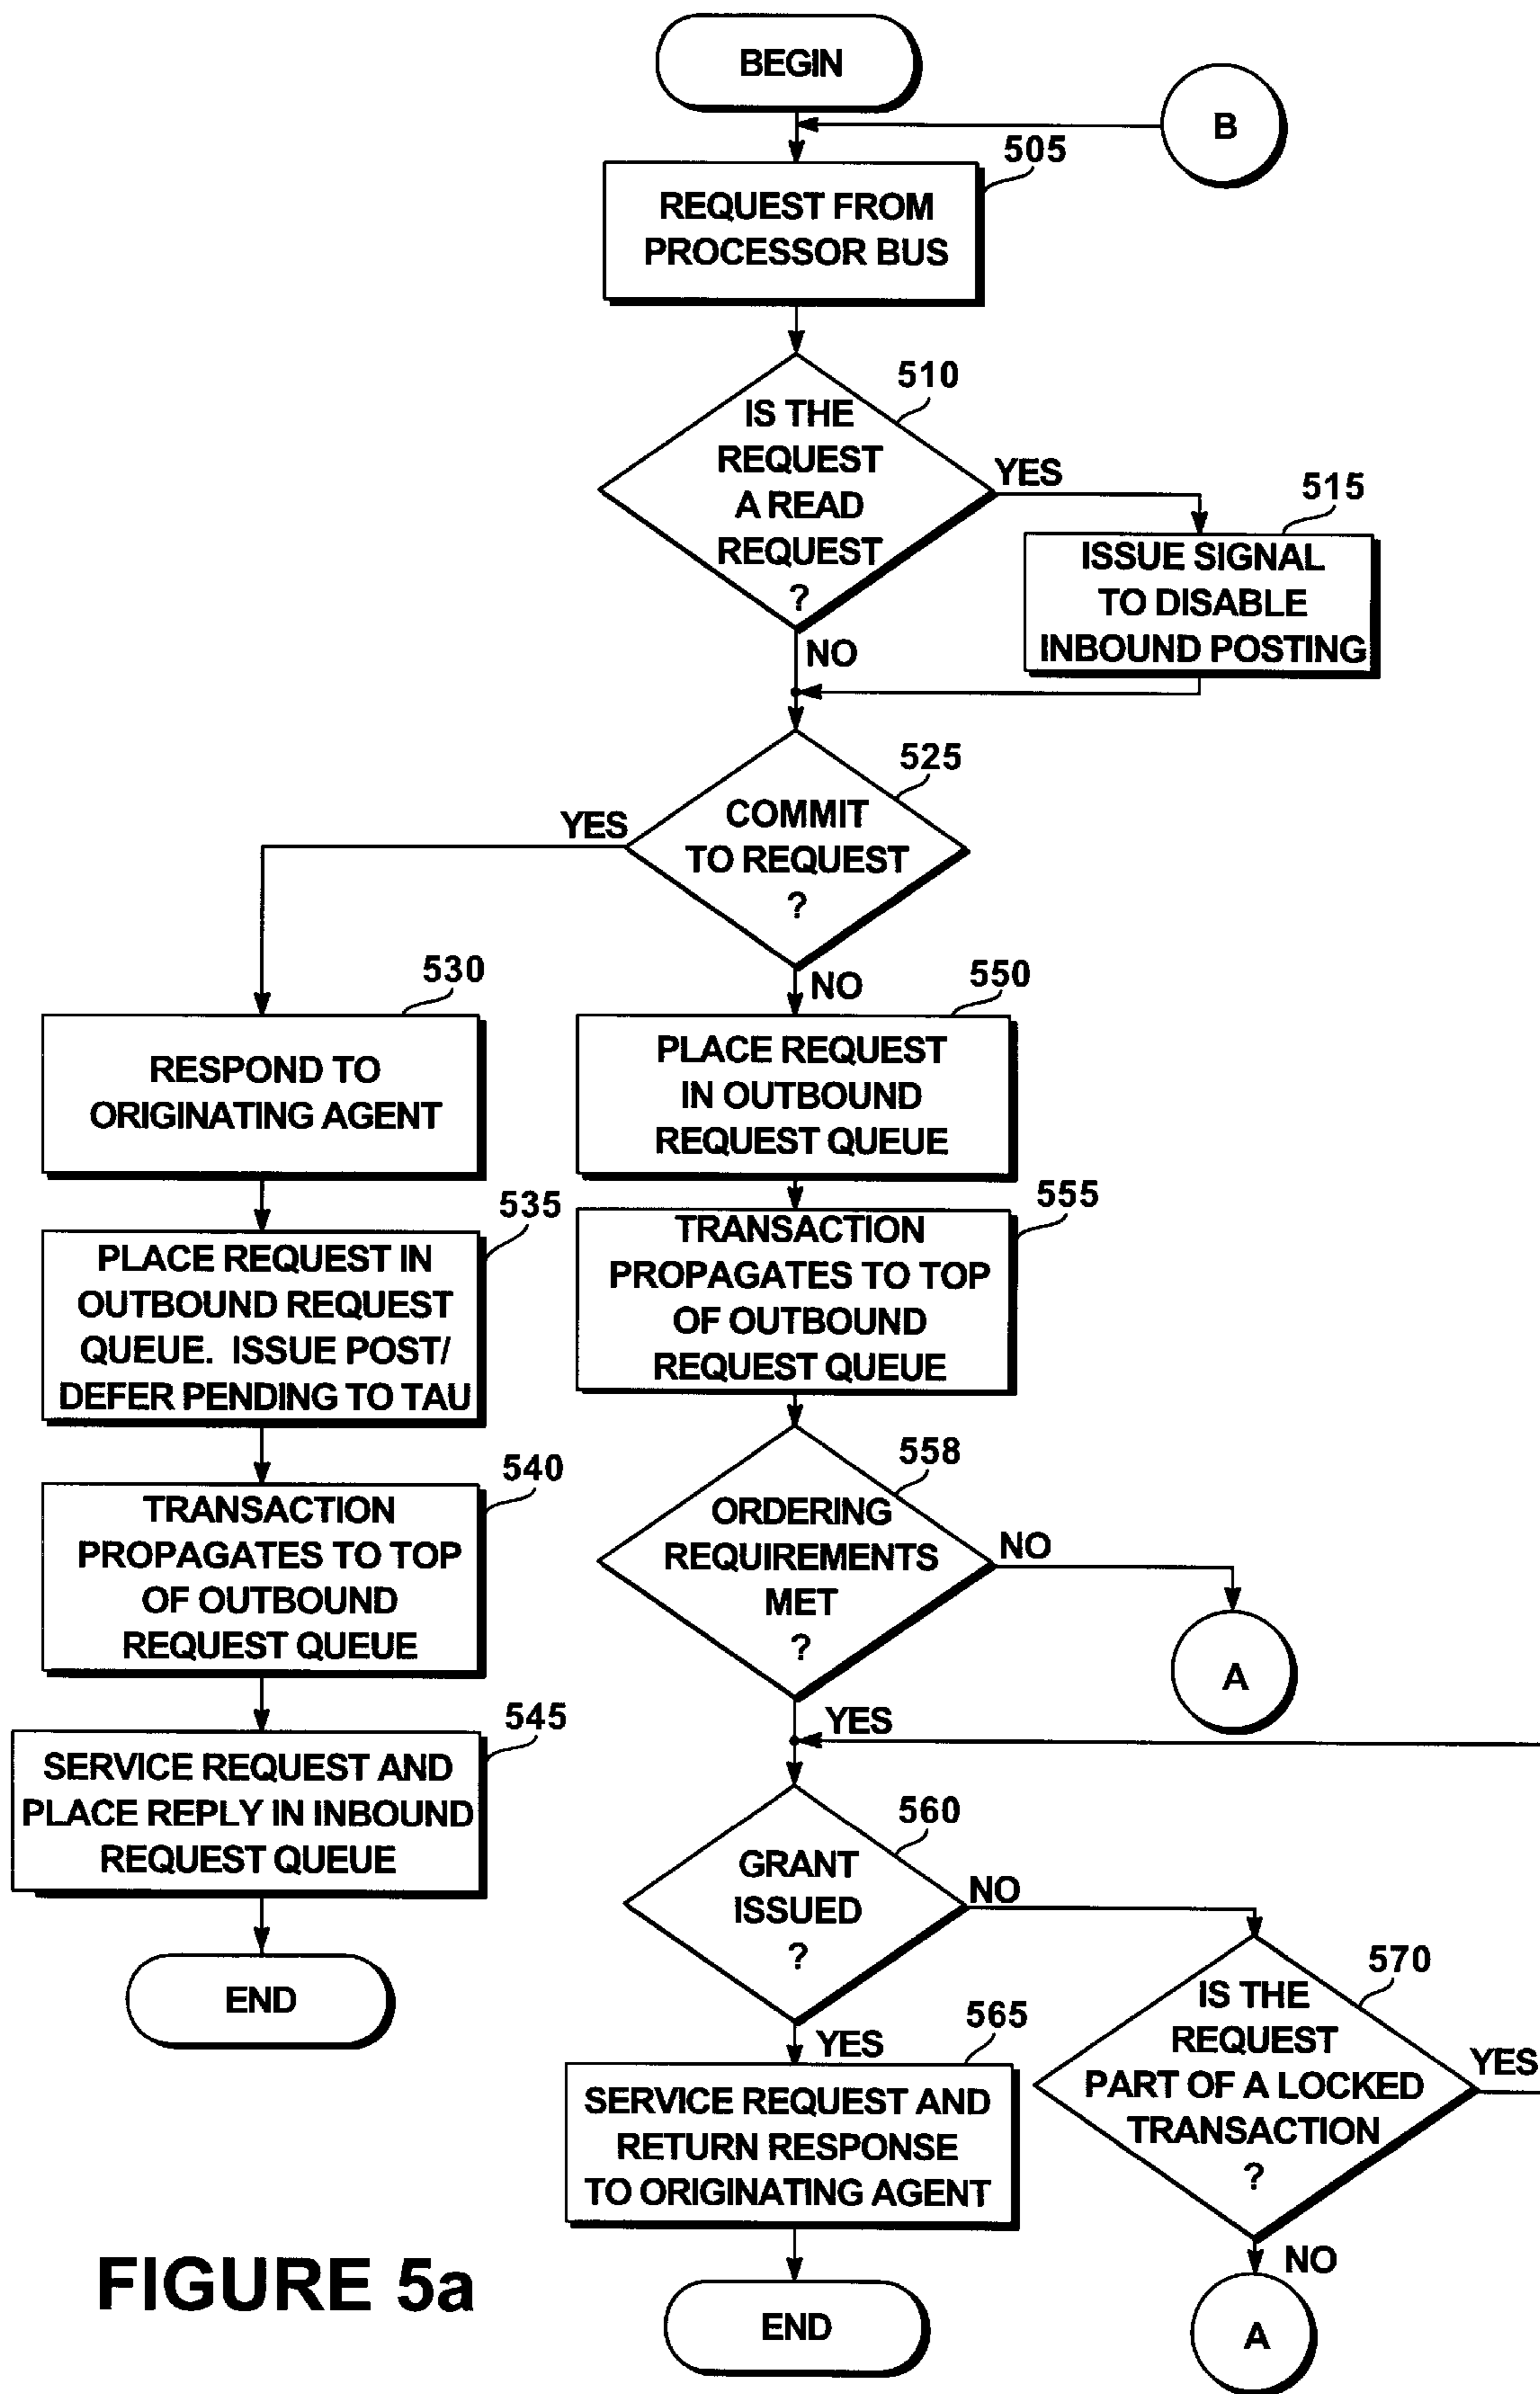 BEGIN
B
505
REQUEST FROM
PROCESSOR BUS
510
IS THE
REQUEST
A READ
REQUEST
?
YES
515
ISSUE SIGNAL
TO DISABLE
INBOUND POSTING
NO
525
COMMIT
TO REQUEST
?
YES
NO
530
RESPOND TO
ORIGINATING AGENT
535
PLACE REQUEST IN
OUTBOUND REQUEST
QUEUE. ISSUE POST/
DEFER PENDING TO TAU
540
TRANSACTION
PROPAGATES TO TOP
OF OUTBOUND
REQUEST QUEUE
545
SERVICE REQUEST AND
PLACE REPLY IN INBOUND
REQUEST QUEUE
END
550
PLACE REQUEST
IN OUTBOUND
REQUEST QUEUE
555
TRANSACTION
PROPAGATES TO TOP
OF OUTBOUND
REQUEST QUEUE
558
ORDERING
REQUIREMENTS
MET
?
NO
A
YES
560
GRANT
ISSUED
?
NO
YES
565
SERVICE REQUEST AND
RETURN RESPONSE
TO ORIGINATING AGENT
END
570
IS THE
REQUEST
PART OF A LOCKED
TRANSACTION
?
YES
NO
A
FIGURE 5a